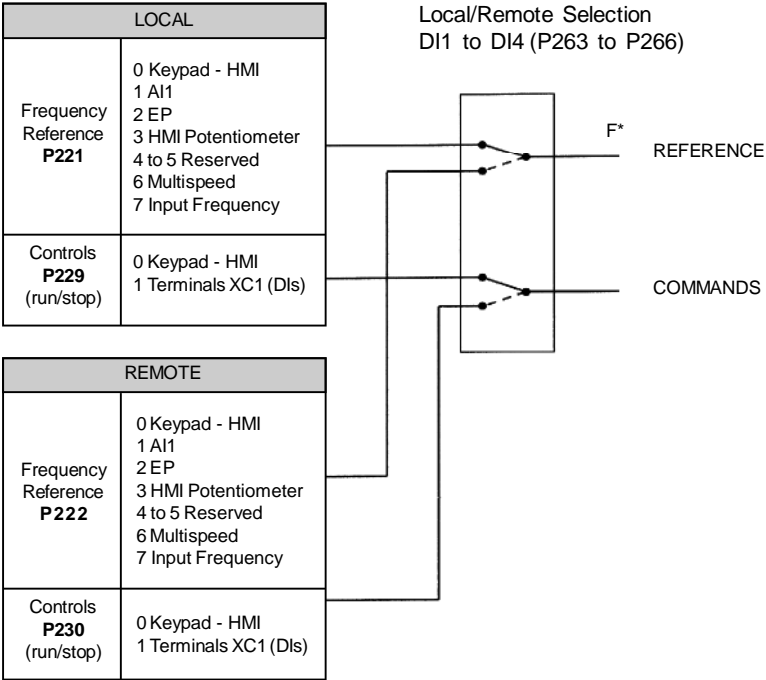 LOCAL
Frequency
Reference
P221
0 Keypad - HMI
1 AI1
2 EP
3 HMI Potentiometer
4 to 5 Reserved
6 Multispeed
7 Input Frequency
Controls
P229
(run/stop)
0 Keypad - HMI
1 Terminals XC1 (DIs)
Local/Remote Selection
DI1 to DI4 (P263 to P266)
F*
REFERENCE
COMMANDS
REMOTE
Frequency
Reference
P222
0 Keypad - HMI
1 AI1
2 EP
3 HMI Potentiometer
4 to 5 Reserved
6 Multispeed
7 Input Frequency
Controls
P230
(run/stop)
0 Keypad - HMI
1 Terminals XC1 (DIs)